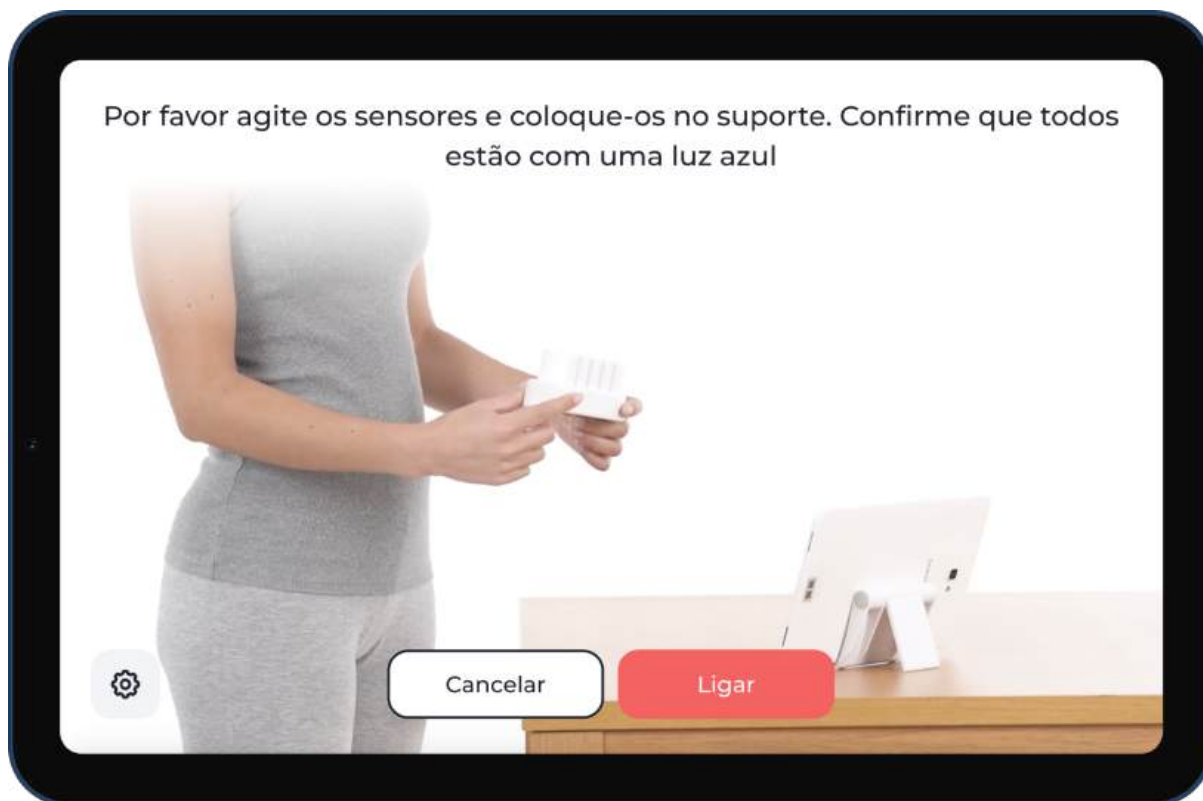 Por favor agite os sensores e coloque-os no suporte. Confirme que todos
estão com uma luz azul
Cancelar
Ligar